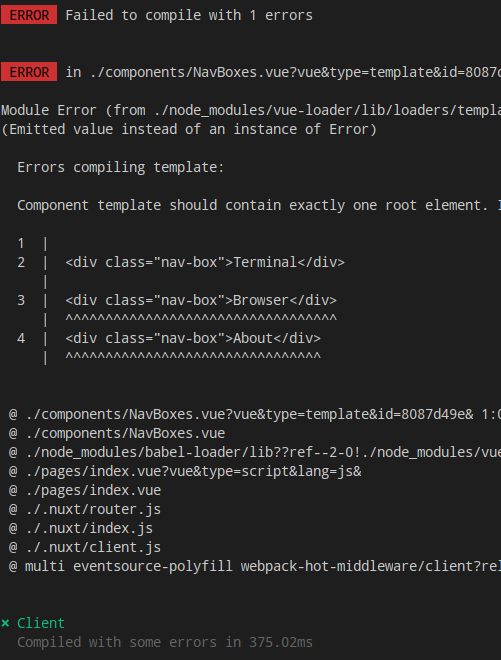 ERROR Failed to compile with 1 errors
ERROR in ./components/NavBoxes.vue?vue&type=template&id=8087d
Module Error (from ./node_modules/vue-loader/lib/loaders/templa
(Emitted value instead of an instance of Error)
Errors compiling template:
Component template should contain exactly one root element. I
1 |
2 | <div class="nav-box">Terminal</div>
|
3 | <div class="nav-box">Browser</div>
| ^^^^^^^^^^^^^^^^^^^^^^^^^^^^^^^^^^
4 | <div class="nav-box">About</div>
| ^^^^^^^^^^^^^^^^^^^^^^^^^^^^^^^^
@ ./components/NavBoxes.vue?vue&type=template&id=8087d49e& 1:0
@ ./components/NavBoxes.vue
@ ./node_modules/babel-loader/lib??ref--2-0!./node_modules/vue
@ ./pages/index.vue?vue&type=script&lang=js&
@ ./pages/index.vue
@ ./.nuxt/router.js
@ ./.nuxt/index.js
@ ./.nuxt/client.js
@ multi eventsource-polyfill webpack-hot-middleware/client?rel
× Client
Compiled with some errors in 375.02ms